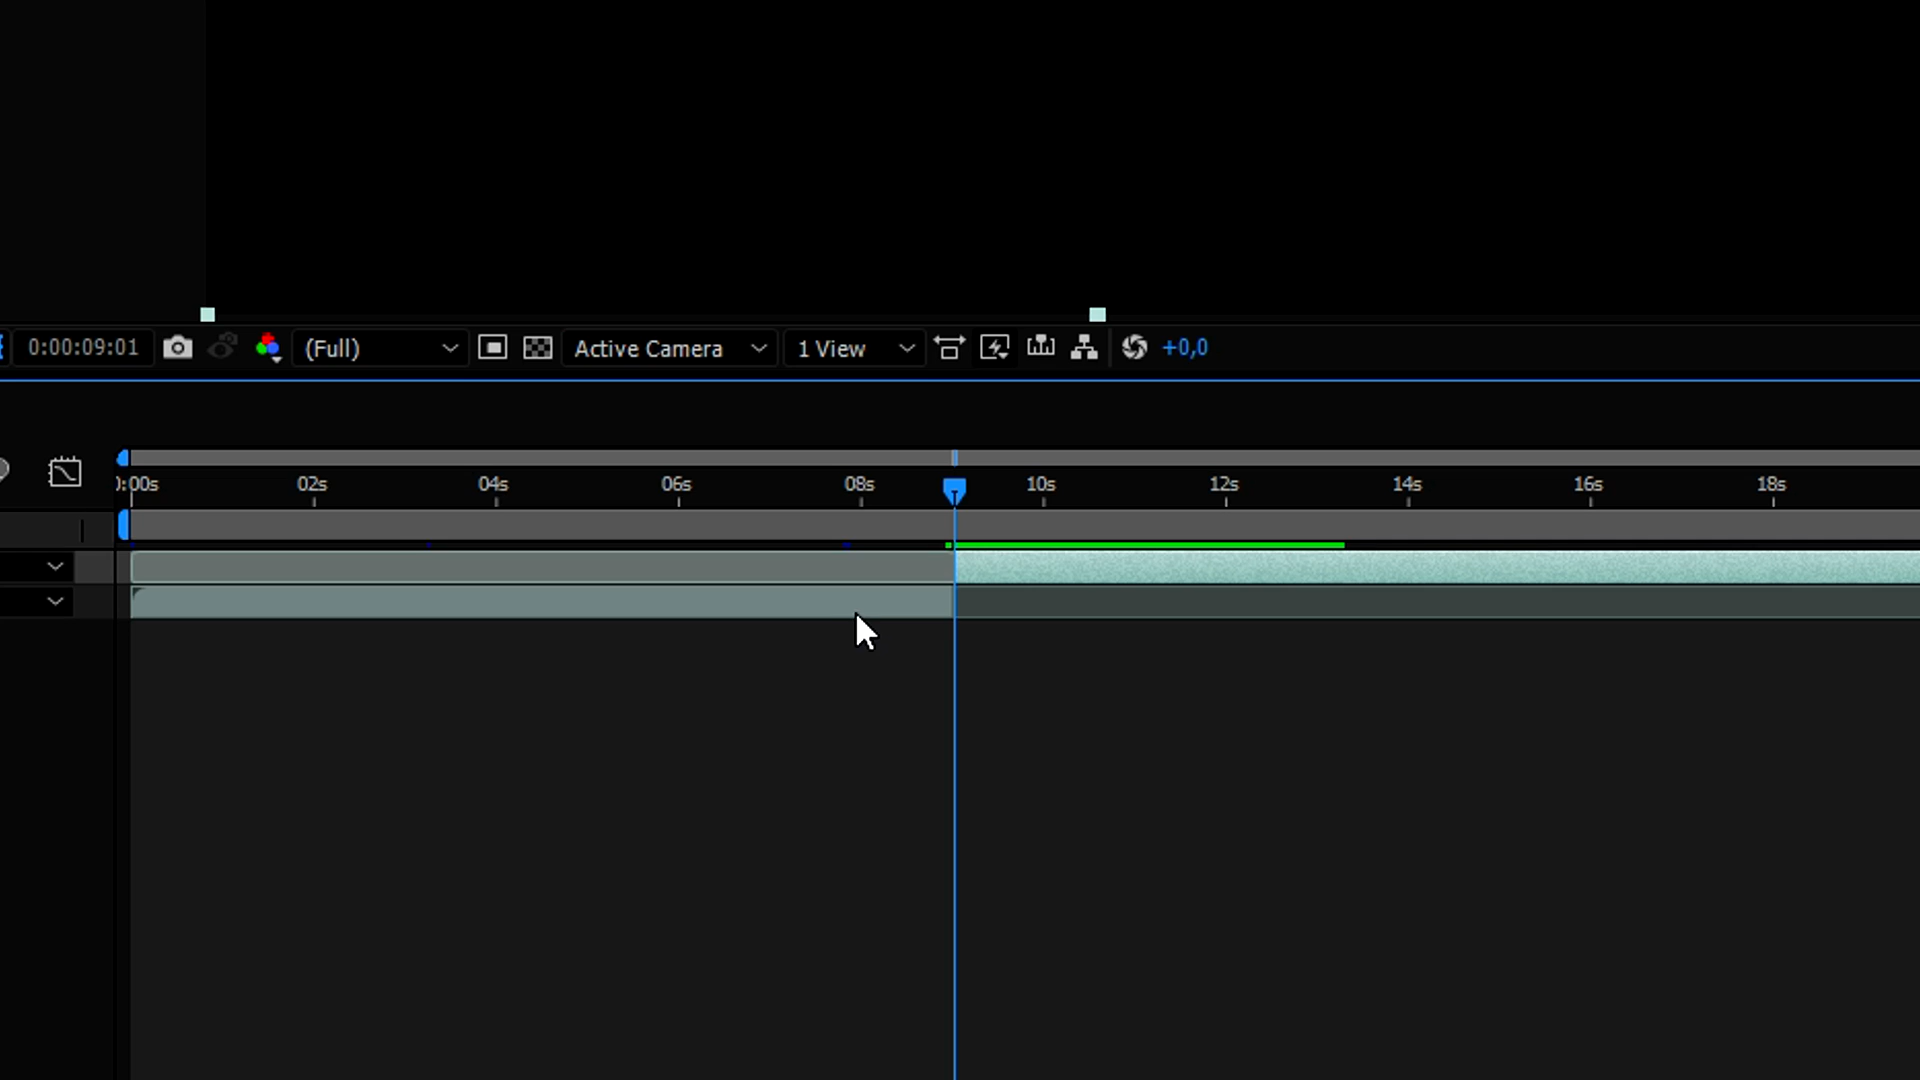 0:00:09:01 (Full) Active Camera 1 View +0,0
0:00s 02s 04s 06s 08s 10s 12s 14s 16s 18s